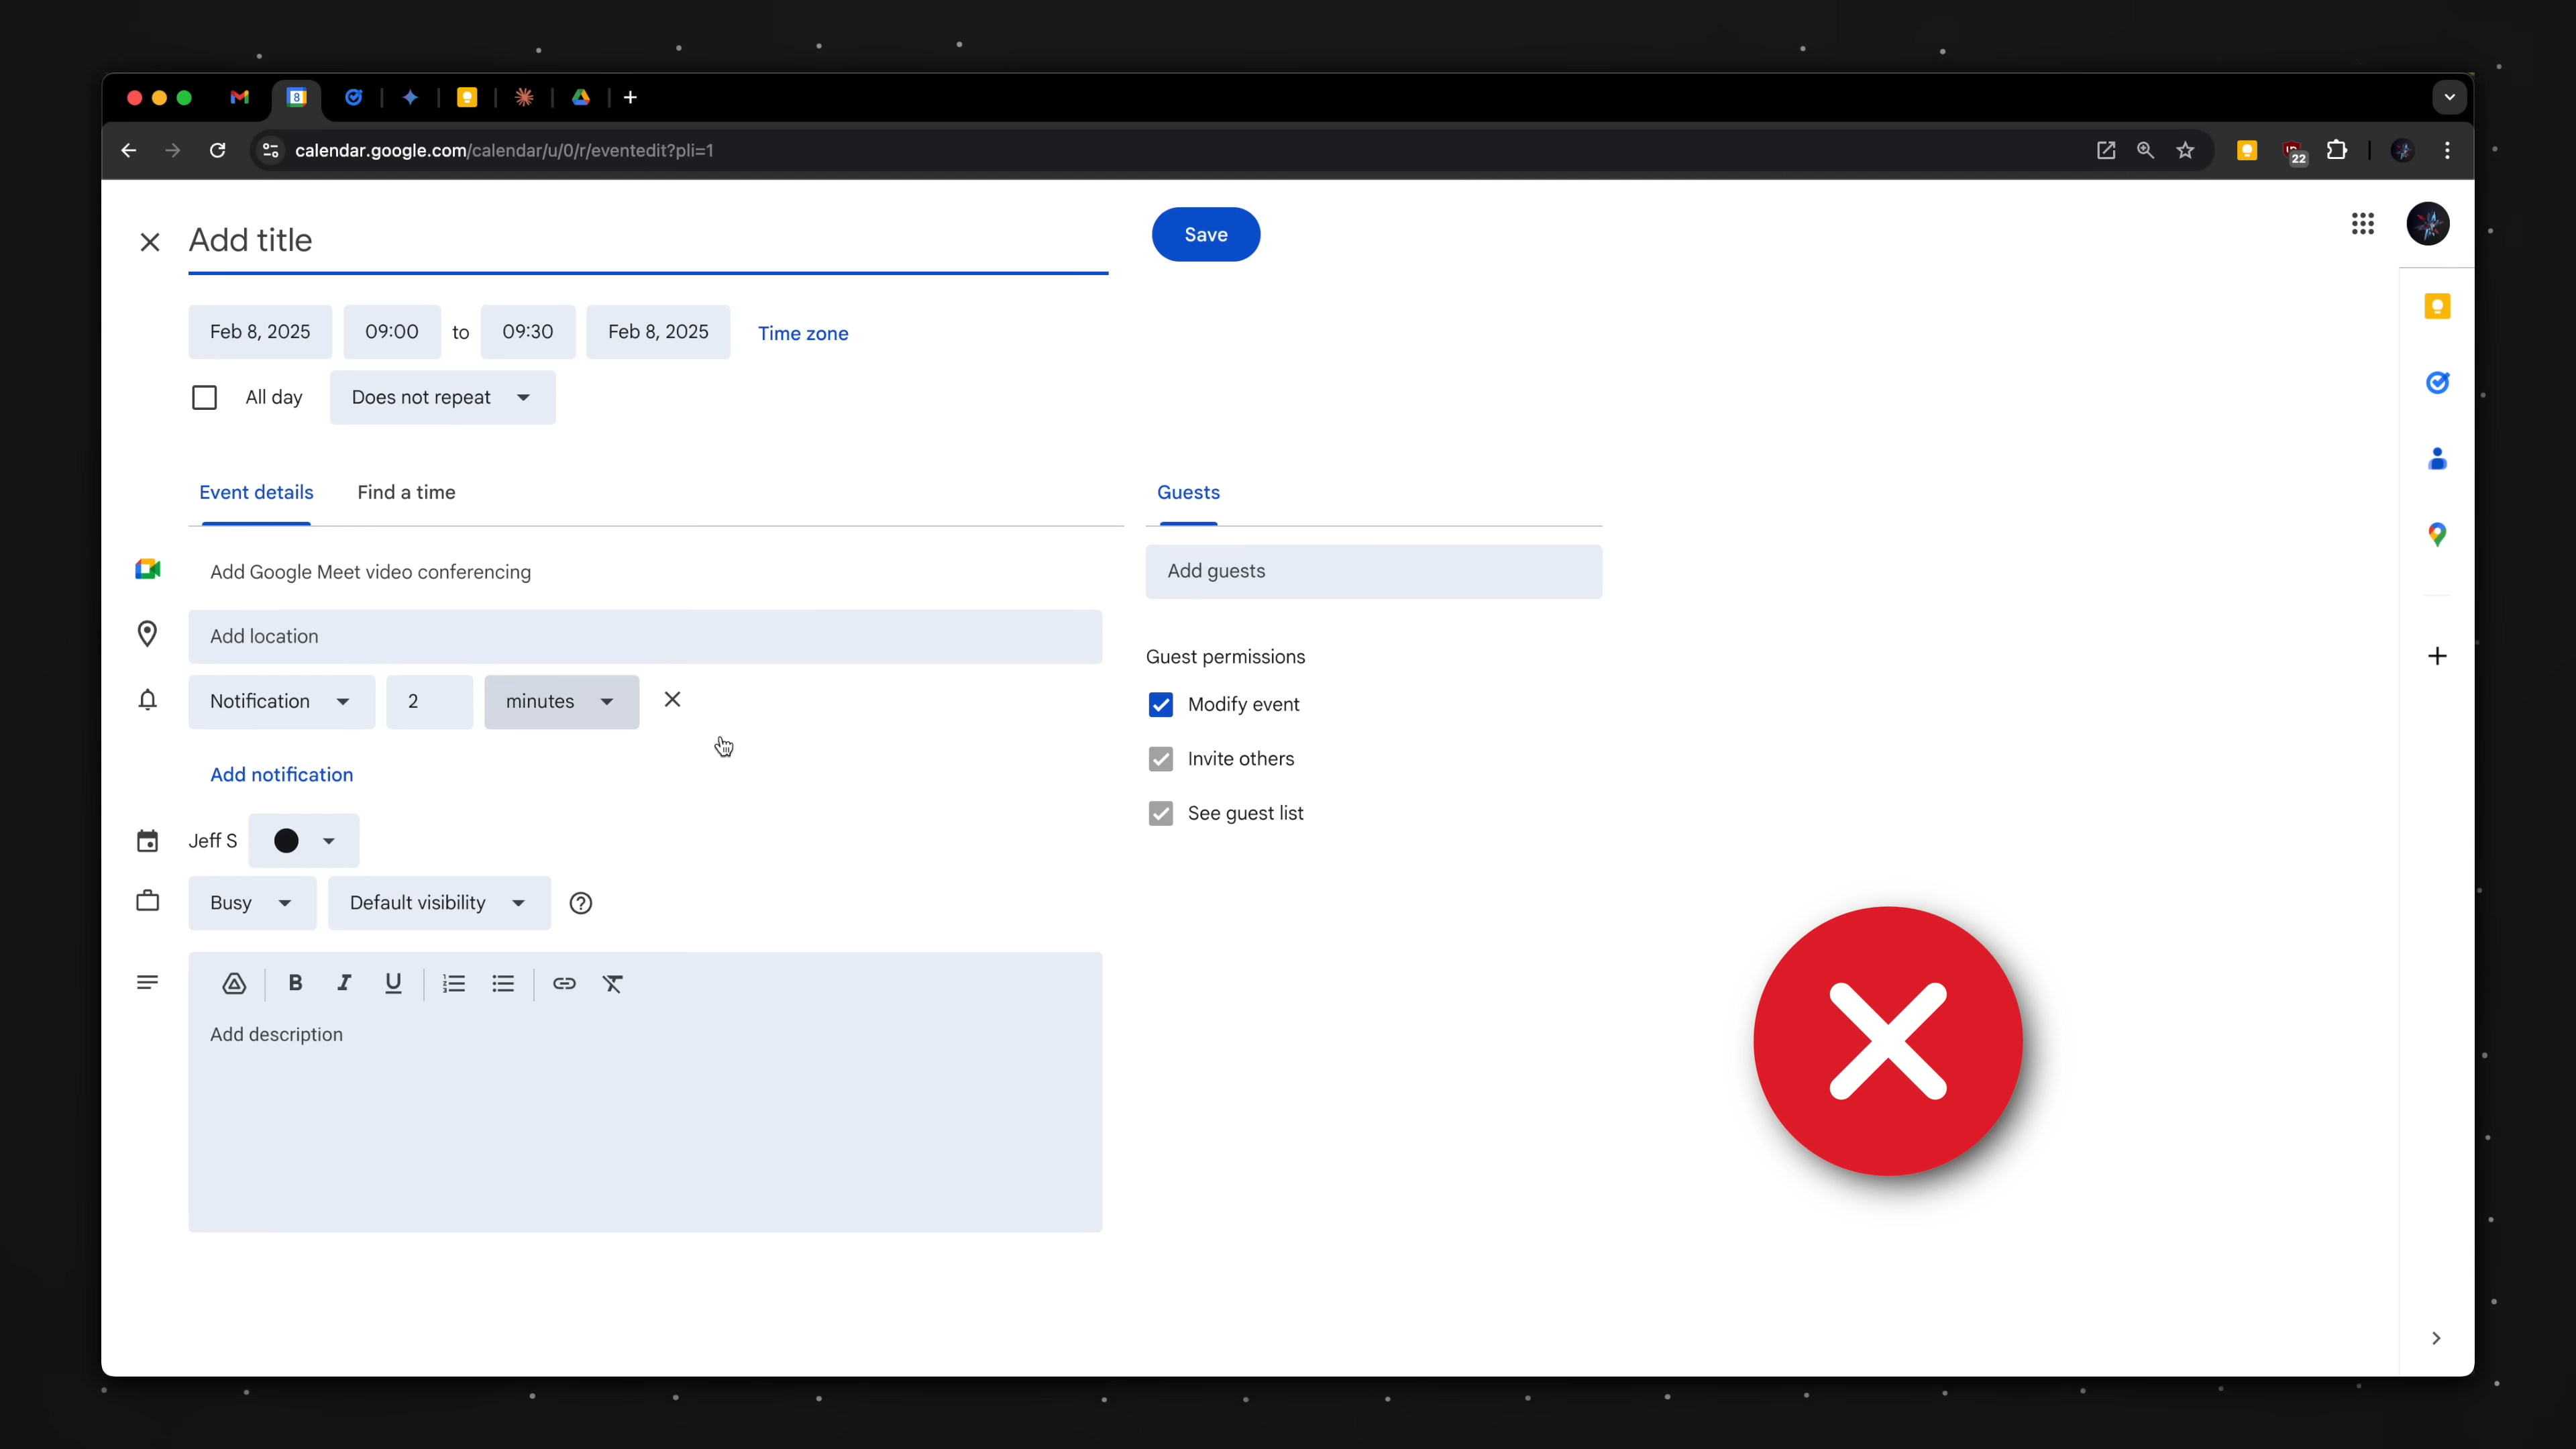 8
calendar.google.com/calendar/u/0/r/eventedit?pli=1
22
Add title
Save
Feb 8, 2025 09:00 to 09:30 Feb 8, 2025 Time zone
All day Does not repeat
Event details Find a time
Guests
Add Google Meet video conferencing
Add guests
Add location
Guest permissions
Notification 2 minutes
Modify event
Invite others
Add notification
See guest list
Jeff S
Busy Default visibility
B I U
Add description